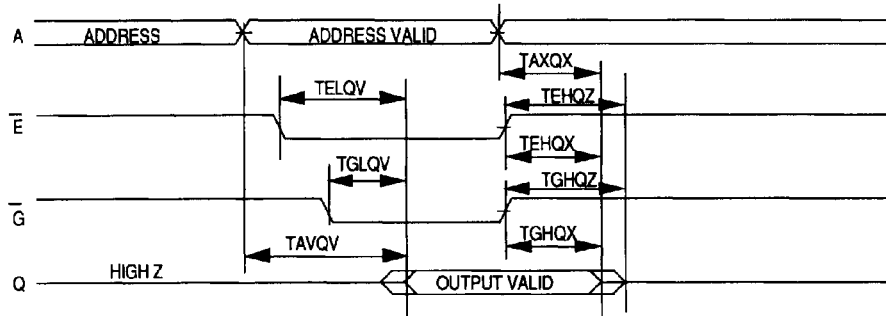 A ADDRESS ADDRESS VALID
TAXQX
TELQV TEHQZ
E
TEHQX
TGLQV TGHQZ
G
TAVQV TGHQX
Q HIGH Z OUTPUT VALID